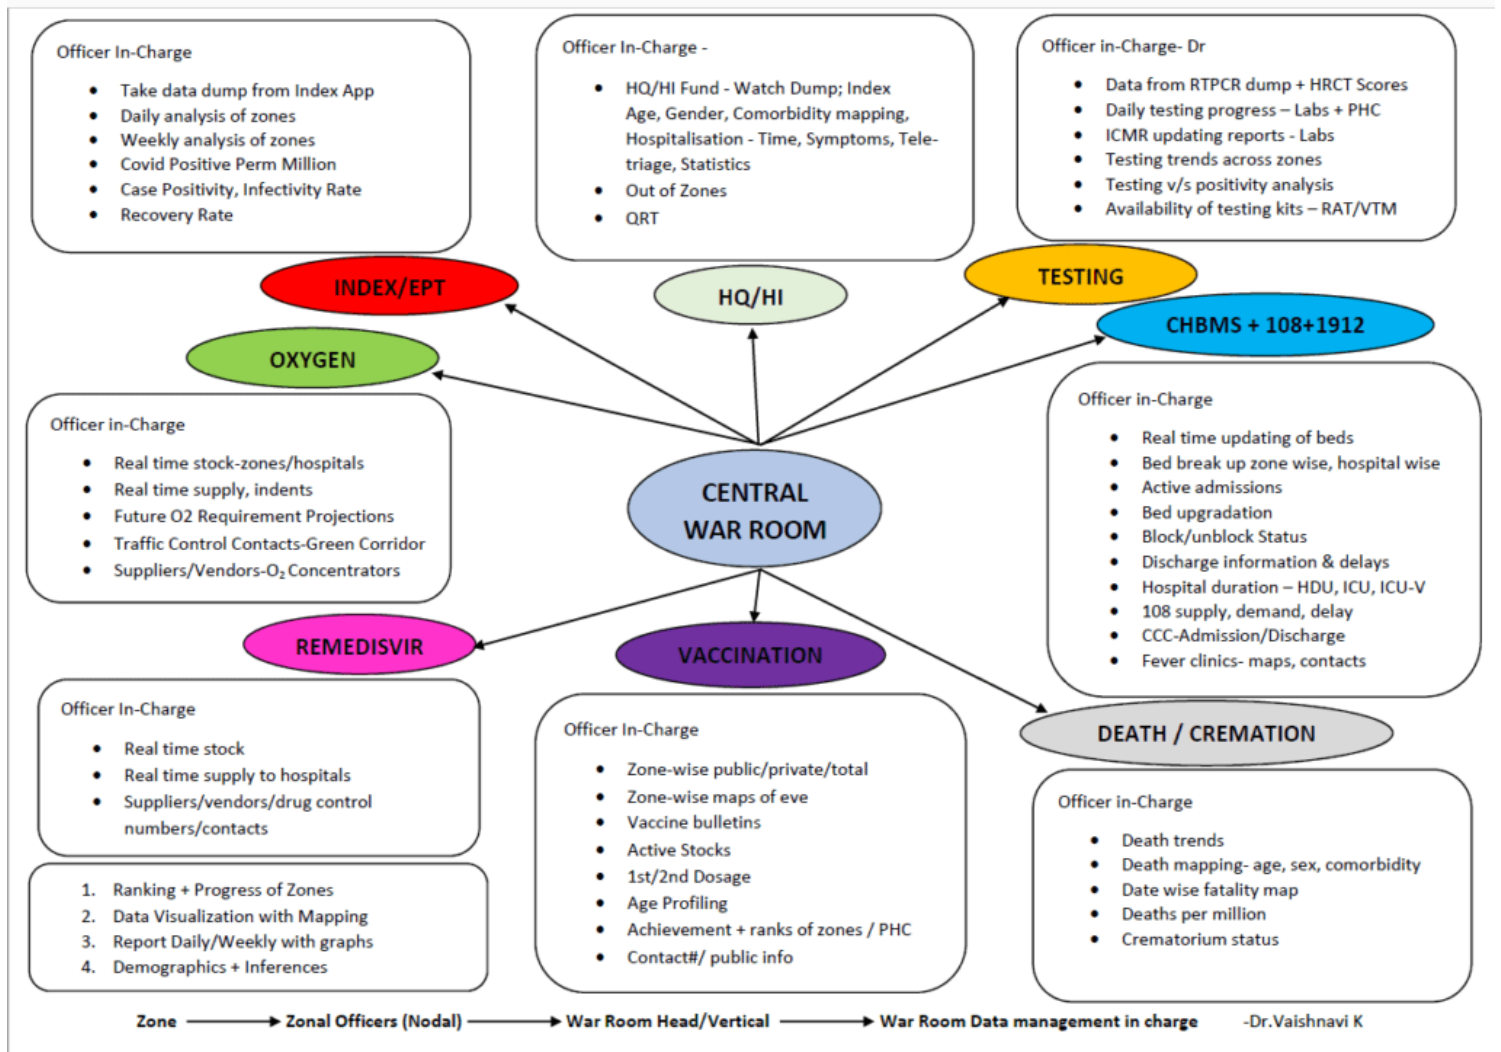 Officer In-Charge
• Take data dump from Index App
• Daily analysis of zones
• Weekly analysis of zones
• Covid Positive Perm Million
• Case Positivity, Infectivity Rate
• Recovery Rate
INDEX/EPT
Officer In-Charge -
• HQ/HI Fund - Watch Dump; Index
Age, Gender, Comorbidity mapping,
Hospitalisation - Time, Symptoms, Tele-
triage, Statistics
• Out of Zones
• QRT
HQ/HI
Officer in-Charge- Dr
• Data from RTPCR dump + HRCT Scores
• Daily testing progress – Labs + PHC
• ICMR updating reports - Labs
• Testing trends across zones
• Testing v/s positivity analysis
• Availability of testing kits – RAT/VTM
TESTING
CHBMS + 108+1912
Officer in-Charge
• Real time updating of beds
• Bed break up zone wise, hospital wise
• Active admissions
• Bed upgradation
• Block/unblock Status
• Discharge information & delays
• Hospital duration – HDU, ICU, ICU-V
• 108 supply, demand, delay
• CCC-Admission/Discharge
• Fever clinics- maps, contacts
OXYGEN
Officer in-Charge
• Real time stock-zones/hospitals
• Real time supply, indents
• Future O2 Requirement Projections
• Traffic Control Contacts-Green Corridor
• Suppliers/Vendors-O₂ Concentrators
CENTRAL
WAR ROOM
REMEDISVIR
Officer In-Charge
• Real time stock
• Real time supply to hospitals
• Suppliers/vendors/drug control
numbers/contacts
1. Ranking + Progress of Zones
2. Data Visualization with Mapping
3. Report Daily/Weekly with graphs
4. Demographics + Inferences
VACCINATION
Officer In-Charge
• Zone-wise public/private/total
• Zone-wise maps of eve
• Vaccine bulletins
• Active Stocks
• 1st/2nd Dosage
• Age Profiling
• Achievement + ranks of zones / PHC
• Contact#/ public info
DEATH / CREMATION
Officer in-Charge
• Death trends
• Death mapping- age, sex, comorbidity
• Date wise fatality map
• Deaths per million
• Crematorium status
Zone Zonal Officers (Nodal) War Room Head/Vertical War Room Data management in charge -Dr.Vaishnavi K